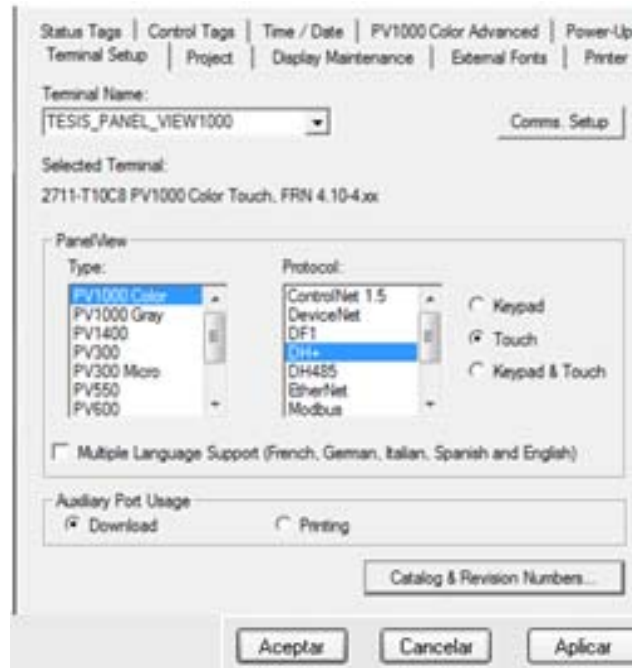 Status Tags Control Tags Time / Date PV1000 Color Advanced Power-Up
Terminal Setup Project Display Maintenance External Fonts Printer
Terminal Name:
TESIS_PANEL_VIEW1000
Comms. Setup
Selected Terminal:
2711-T10C8 PV1000 Color Touch, FRN 4.10-4.xx
PanelView
Type:
PV1000 Color
PV1000 Gray
PV1400
PV300
PV300 Micro
PV550
PV600
Protocol:
ControlNet 1.5
DeviceNet
DF1
DH+
DH485
EtherNet
Modbus
Keypad
Touch
Keypad & Touch
Multiple Language Support (French, German, Italian, Spanish and English)
Auxiliary Port Usage
Download Printing
Catalog & Revision Numbers...
Aceptar Cancelar Aplicar